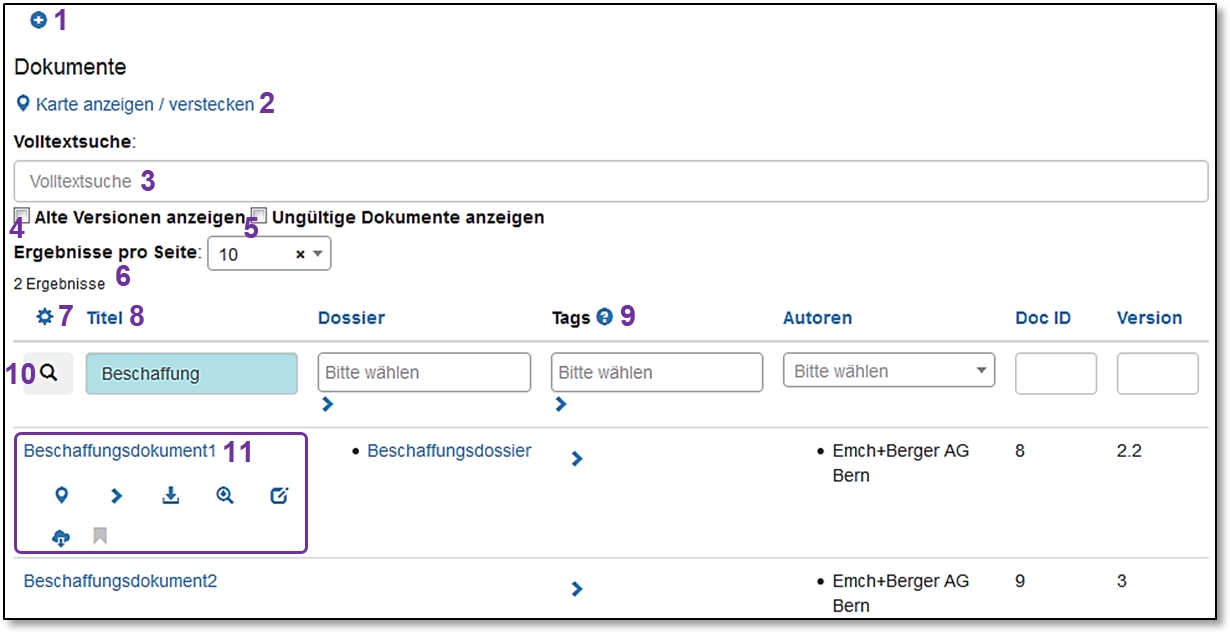 1
Dokumente
Karte anzeigen / verstecken 2
Volltextsuche:
Volltextsuche 3
4 Alte Versionen anzeigen 5 Ungültige Dokumente anzeigen
Ergebnisse pro Seite: 10 ×
2 Ergebnisse 6
7 Titel 8 Dossier Tags ? 9 Autoren Doc ID Version
10 Beschaffung Bitte wählen Bitte wählen Bitte wählen
Beschaffungsdokument1 11 • Beschaffungsdossier • Emch+Berger AG 8 2.2
Bern
Beschaffungsdokument2 • Emch+Berger AG 9 3
Bern